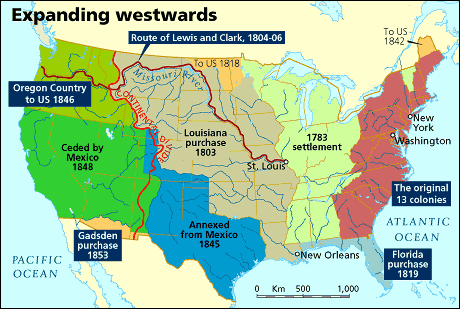 Expanding westwards
Route of Lewis and Clark, 1804-06
To US
1842
To US 1818
Missouri River
Oregon Country
to US 1846
CONTINENTAL DIVIDE
New
York
Washington
Louisiana
purchase
1803
1783
settlement
Ceded by
Mexico
1848
St. Louis
The original
13 colonies
Annexed
from Mexico
1845
ATLANTIC
OCEAN
Gadsden
purchase
1853
New Orleans
Florida
purchase
1819
PACIFIC
OCEAN
0 Km 500 1,000